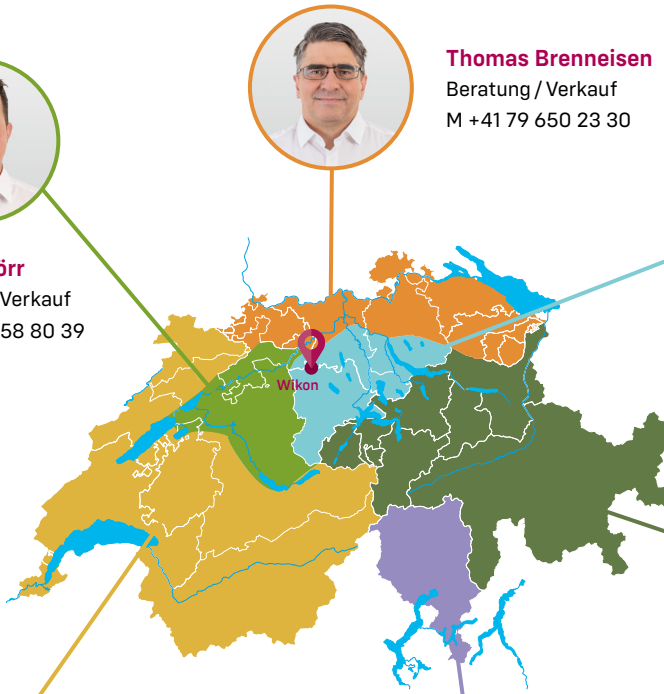 Thomas Brenneisen
Beratung / Verkauf
M +41 79 650 23 30
örr
Verkauf
58 80 39
Wikon